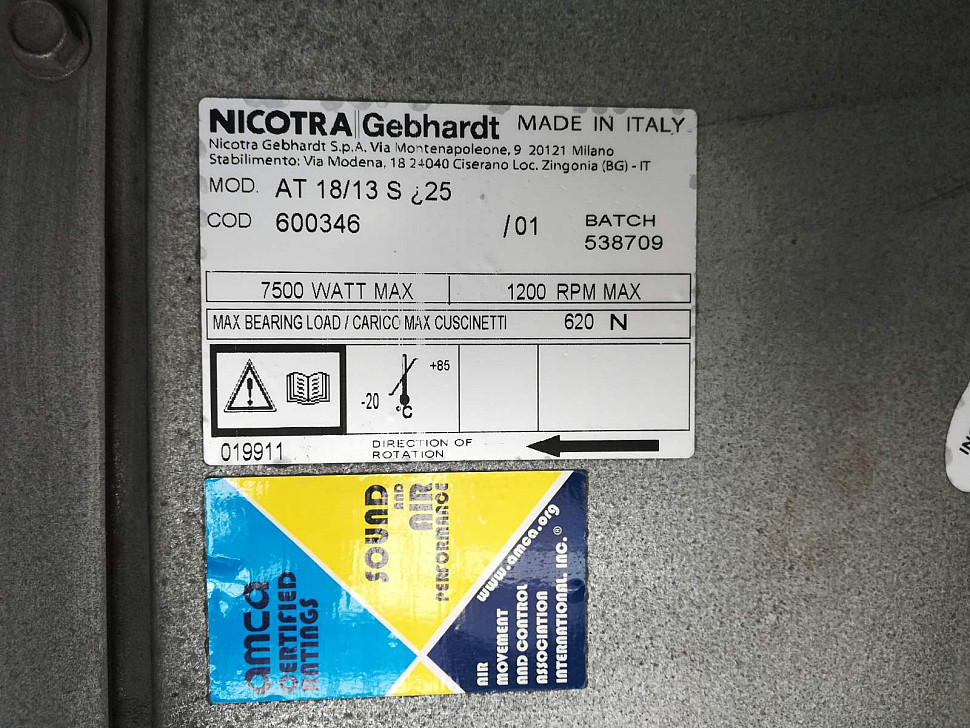 NICOTRA Gebhardt MADE IN ITALY
Nicotra Gebhardt S.p.A. Via Montenapoleone, 9 20121 Milano
Stabilimento: Via Modena, 18 24040 Ciserano Loc. Zingonia (BG) - IT
MOD. AT 18/13 S ¿25
COD 600346 /01 BATCH
538709
7500 WATT MAX 1200 RPM MAX
MAX BEARING LOAD / CARICO MAX CUSCINETTI 620 N
-20 +85
°C
019911 DIRECTION OF
ROTATION
amca
CERTIFIED
RATINGS
SOUND
AND
AIR
PERFORMANCE
www.amca.org
AIR
MOVEMENT
AND CONTROL
ASSOCIATION
INTERNATIONAL, INC.®